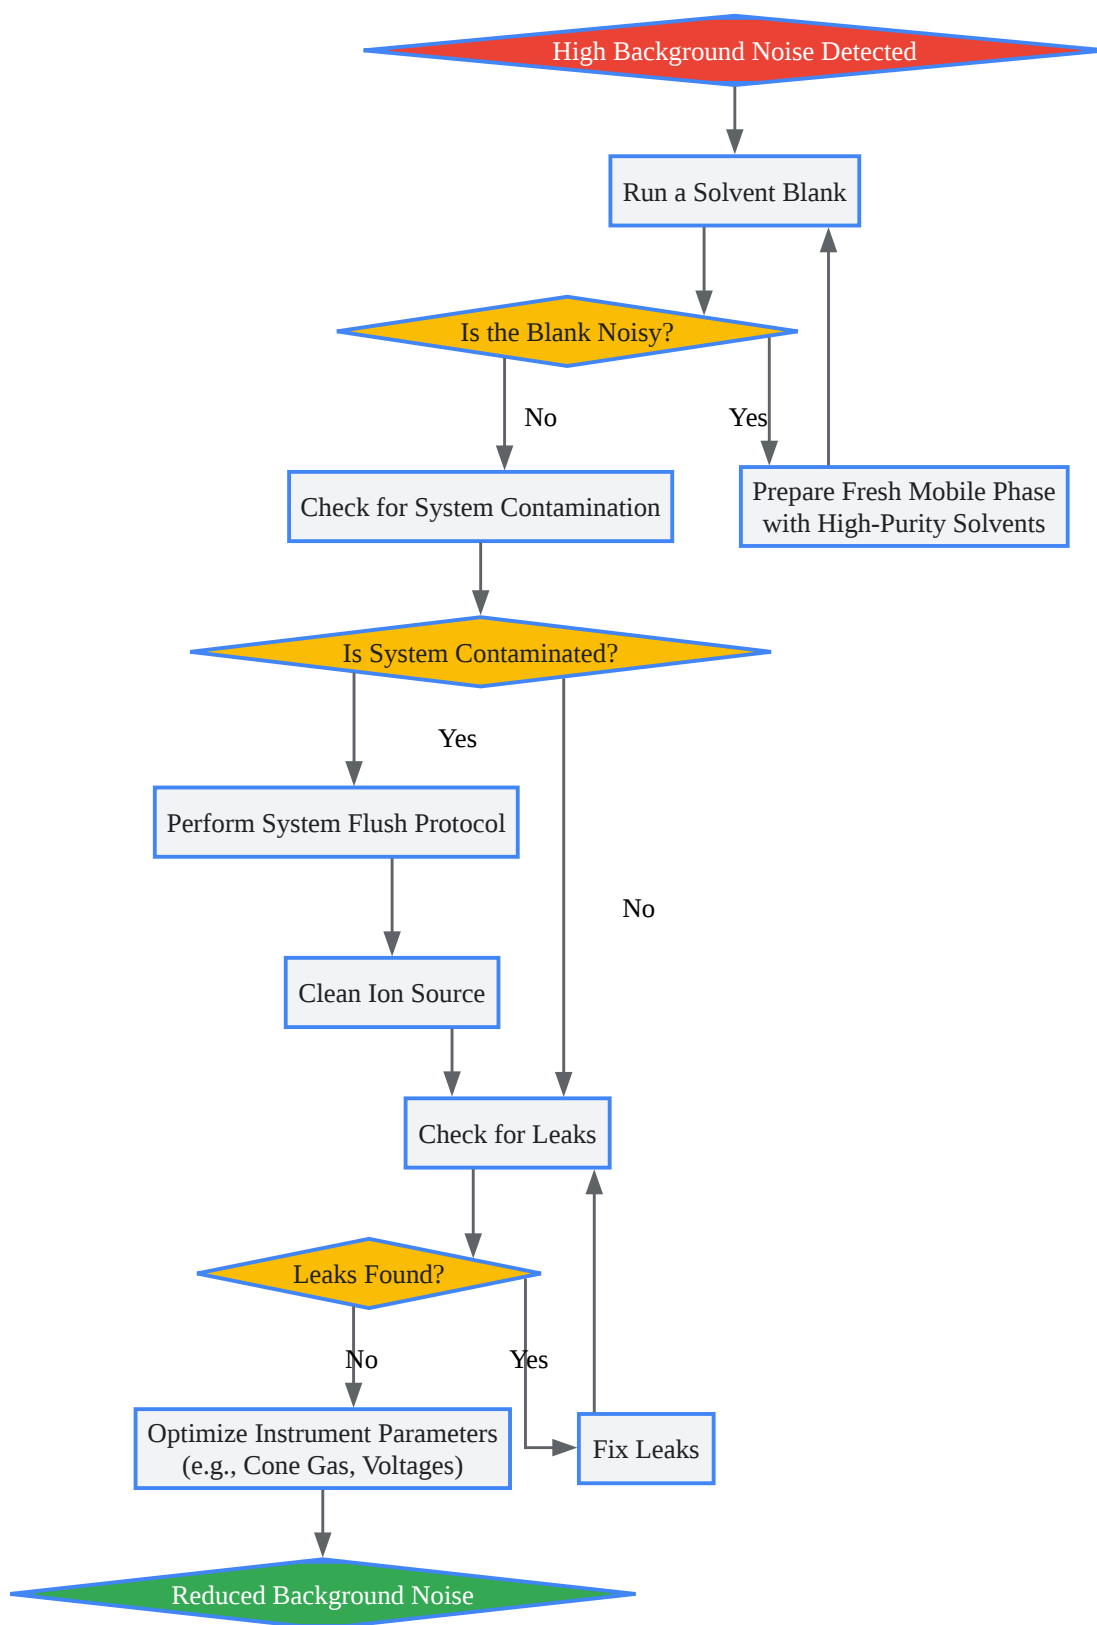 High Background Noise Detected
Run a Solvent Blank
Is the Blank Noisy?
No
Yes
Check for System Contamination
Prepare Fresh Mobile Phase
with High-Purity Solvents
Is System Contaminated?
Yes
Perform System Flush Protocol
No
Clean Ion Source
Check for Leaks
Leaks Found?
No
Yes
Optimize Instrument Parameters
(e.g., Cone Gas, Voltages)
Fix Leaks
Reduced Background Noise